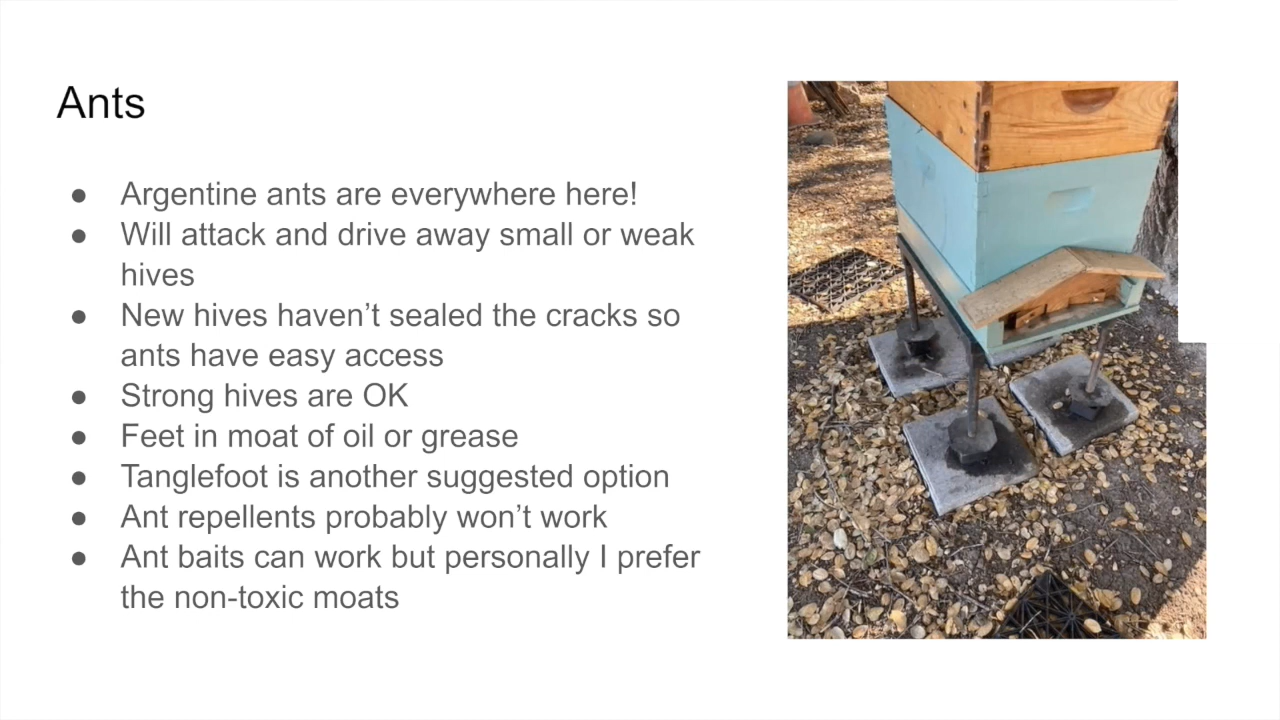 Ants
● Argentine ants are everywhere here!
● Will attack and drive away small or weak
hives
● New hives haven’t sealed the cracks so
ants have easy access
● Strong hives are OK
● Feet in moat of oil or grease
● Tanglefoot is another suggested option
● Ant repellents probably won’t work
● Ant baits can work but personally I prefer
the non-toxic moats